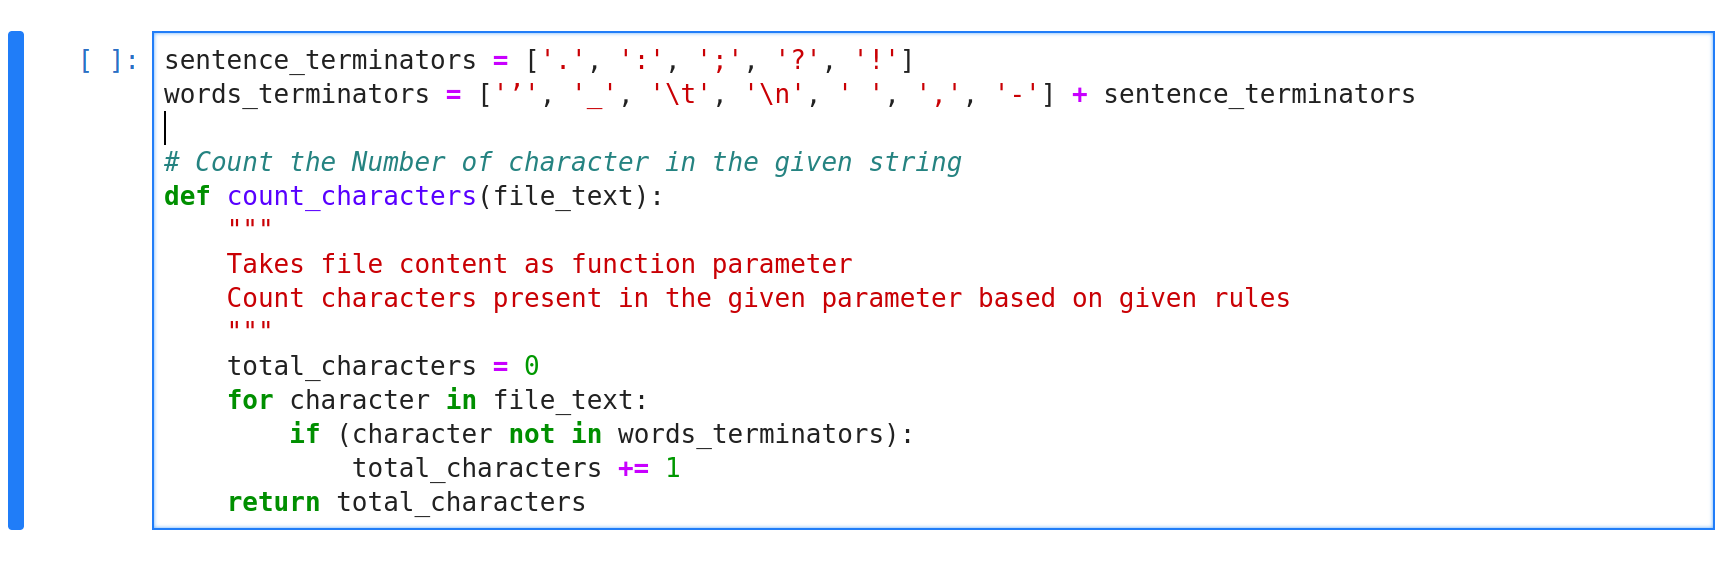 [ ]: sentence_terminators = ['.', ':', ';', '?', '!']
words_terminators = ['’', '_', '\t', '\n', ' ', ',', '-'] + sentence_terminators

# Count the Number of character in the given string
def count_characters(file_text):
    """
    Takes file content as function parameter
    Count characters present in the given parameter based on given rules
    """
    total_characters = 0
    for character in file_text:
        if (character not in words_terminators):
            total_characters += 1
    return total_characters